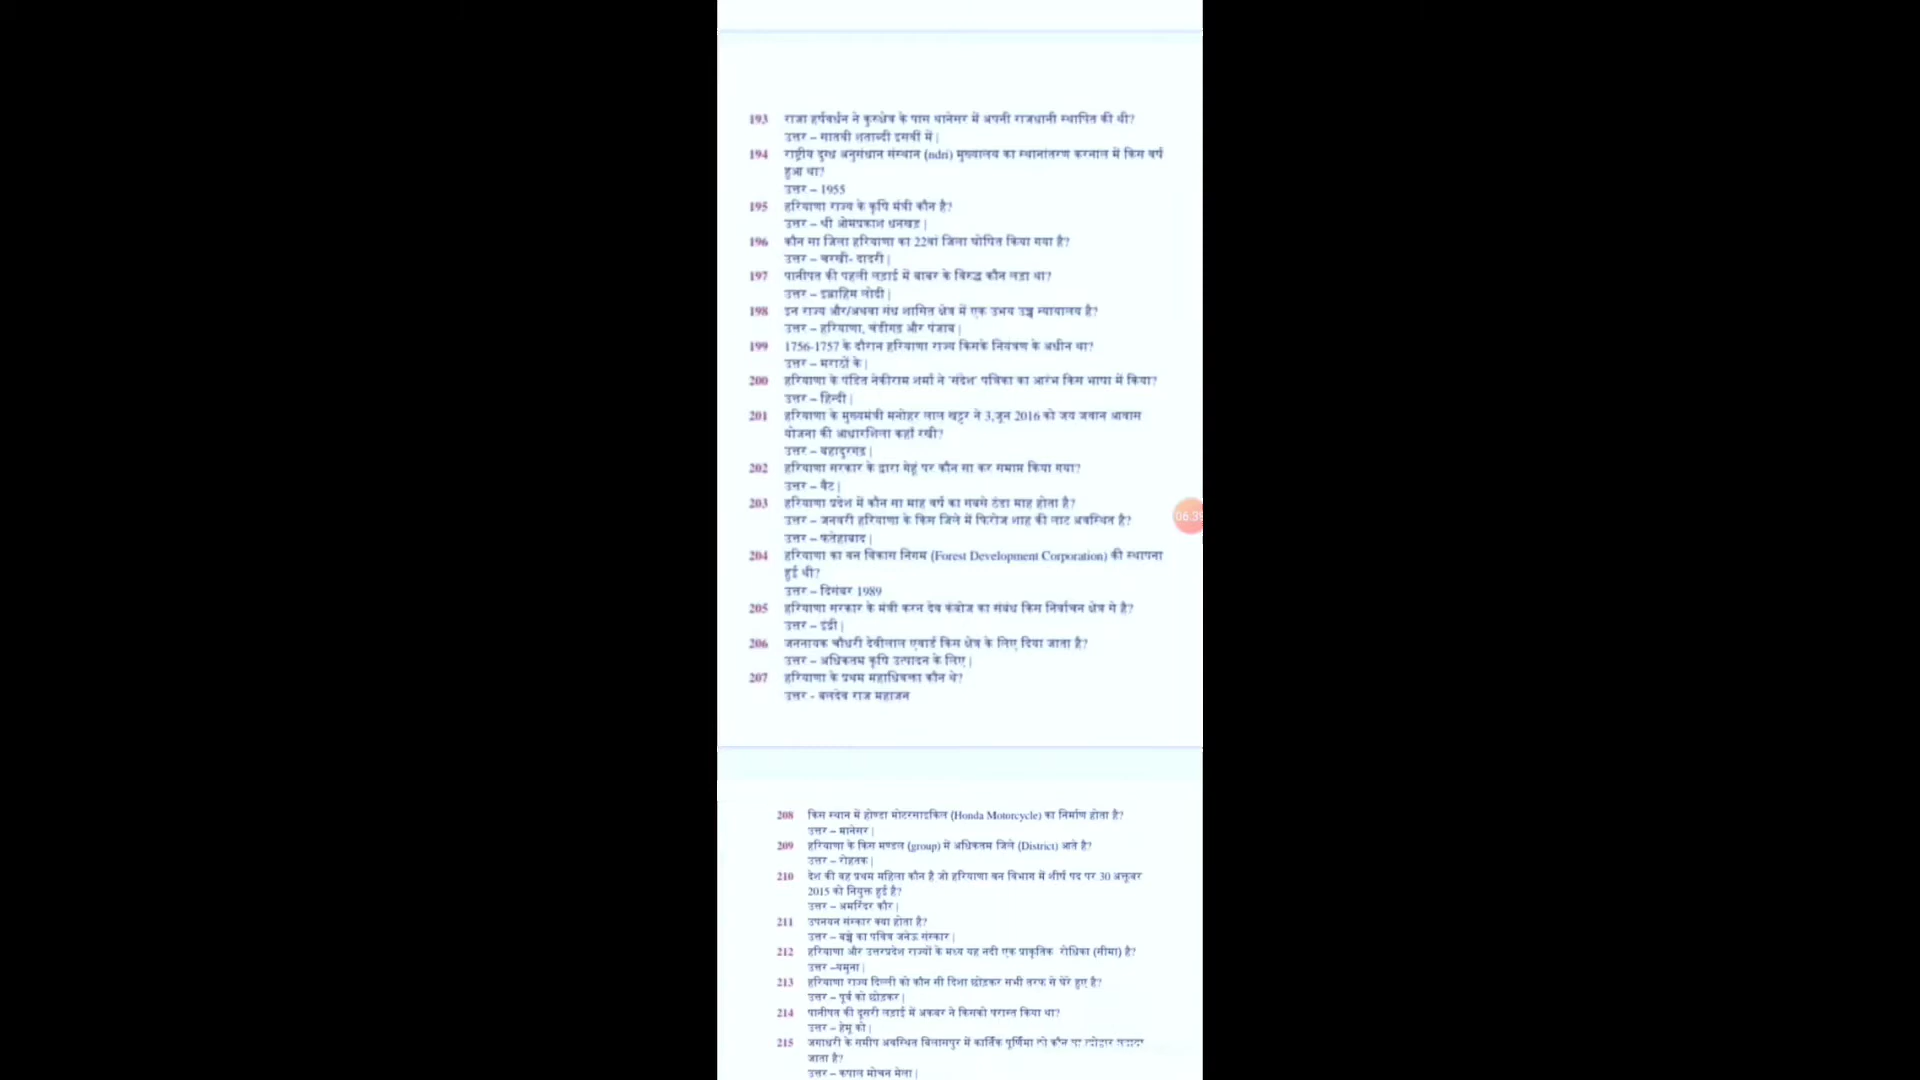 193 राजा हर्षवर्धन ने कुरुक्षेत्र के पास थानेसर में अपनी राजधानी स्थापित की थी?
उत्तर – सातवी शताब्दी इसवीं में |
194 राष्ट्रीय दुग्ध अनुसंधान संस्थान (ndri) मुख्यालय का स्थानांतरण करनाल में किस वर्ष
हुआ था?
उत्तर – 1955
195 हरियाणा राज्य के कृषि मंत्री कौन है?
उत्तर – श्री ओमप्रकाश धनखड़ |
196 कौन सा जिला हरियाणा का 22वां जिला घोषित किया गया है?
उत्तर – चरखी- दादरी |
197 पानीपत की पहली लड़ाई में बाबर के विरुद्ध कौन लड़ा था?
उत्तर – इब्राहिम लोदी |
198 इन राज्य और/अथवा संघ शासित क्षेत्र में एक उभय उच्च न्यायालय है?
उत्तर – हरियाणा, चंडीगढ़ और पंजाब |
199 1756-1757 के दौरान हरियाणा राज्य किसके नियंत्रण के अधीन था?
उत्तर – मराठों के |
200 हरियाणा के पंडित नेकीराम शर्मा ने 'संदेश' पत्रिका का आरंभ किस भाषा में किया?
उत्तर – हिन्दी |
201 हरियाणा के मुख्यमंत्री मनोहर लाल खट्टर ने 3,जून 2016 को जय जवान आवास
योजना की आधारशिला कहाँ रखी?
उत्तर – बहादुरगढ़ |
202 हरियाणा सरकार के द्वारा गेहूं पर कौन सा कर समाप्त किया गया?
उत्तर – वैट |
203 हरियाणा प्रदेश में कौन सा माह वर्ष का सबसे ठंडा माह होता है?
उत्तर – जनवरी हरियाणा के किस जिले में फिरोज शाह की लाट अवस्थित है?
उत्तर – फतेहाबाद |
204 हरियाणा का वन विकास निगम (Forest Development Corporation) की स्थापना
हुई थी?
उत्तर – दिसंबर 1989
205 हरियाणा सरकार के मंत्री करन देव कंबोज का संबंध किस निर्वाचन क्षेत्र से है?
उत्तर – इंद्री |
206 जननायक चौधरी देवीलाल एवार्ड किस क्षेत्र के लिए दिया जाता है?
उत्तर – अधिकतम कृषि उत्पादन के लिए |
207 हरियाणा के प्रथम महाधिवक्ता कौन थे?
उत्तर - बलदेव राज महाजन
06:39
208 किस स्थान में होण्डा मोटरसाइकिल (Honda Motorcycle) का निर्माण होता है?
उत्तर – मानेसर |
209 हरियाणा के किस मण्डल (group) में अधिकतम जिले (District) आते है?
उत्तर – रोहतक |
210 देश की वह प्रथम महिला कौन है जो हरियाणा वन विभाग में शीर्ष पद पर 30 अक्तूबर
2015 को नियुक्त हुई है?
उत्तर – अमरिंदर कौर |
211 उपनयन संस्कार क्या होता है?
उत्तर – बच्चे का पवित्र जनेऊ संस्कार |
212 हरियाणा और उत्तरप्रदेश राज्यों के मध्य यह नदी एक प्राकृतिक रोधिका (सीमा) है?
उत्तर –यमुना |
213 हरियाणा राज्य दिल्ली को कौन सी दिशा छोड़कर सभी तरफ से घेरे हुए है?
उत्तर – पूर्व को छोड़कर |
214 पानीपत की दूसरी लड़ाई में अकबर ने किसको परास्त किया था?
उत्तर – हेमू को |
215 जगाधरी के समीप अवस्थित बिलासपुर में कार्तिक पूर्णिमा को कौन सा त्योहार मनाया
जाता है?
उत्तर – कपाल मोचन मेला |